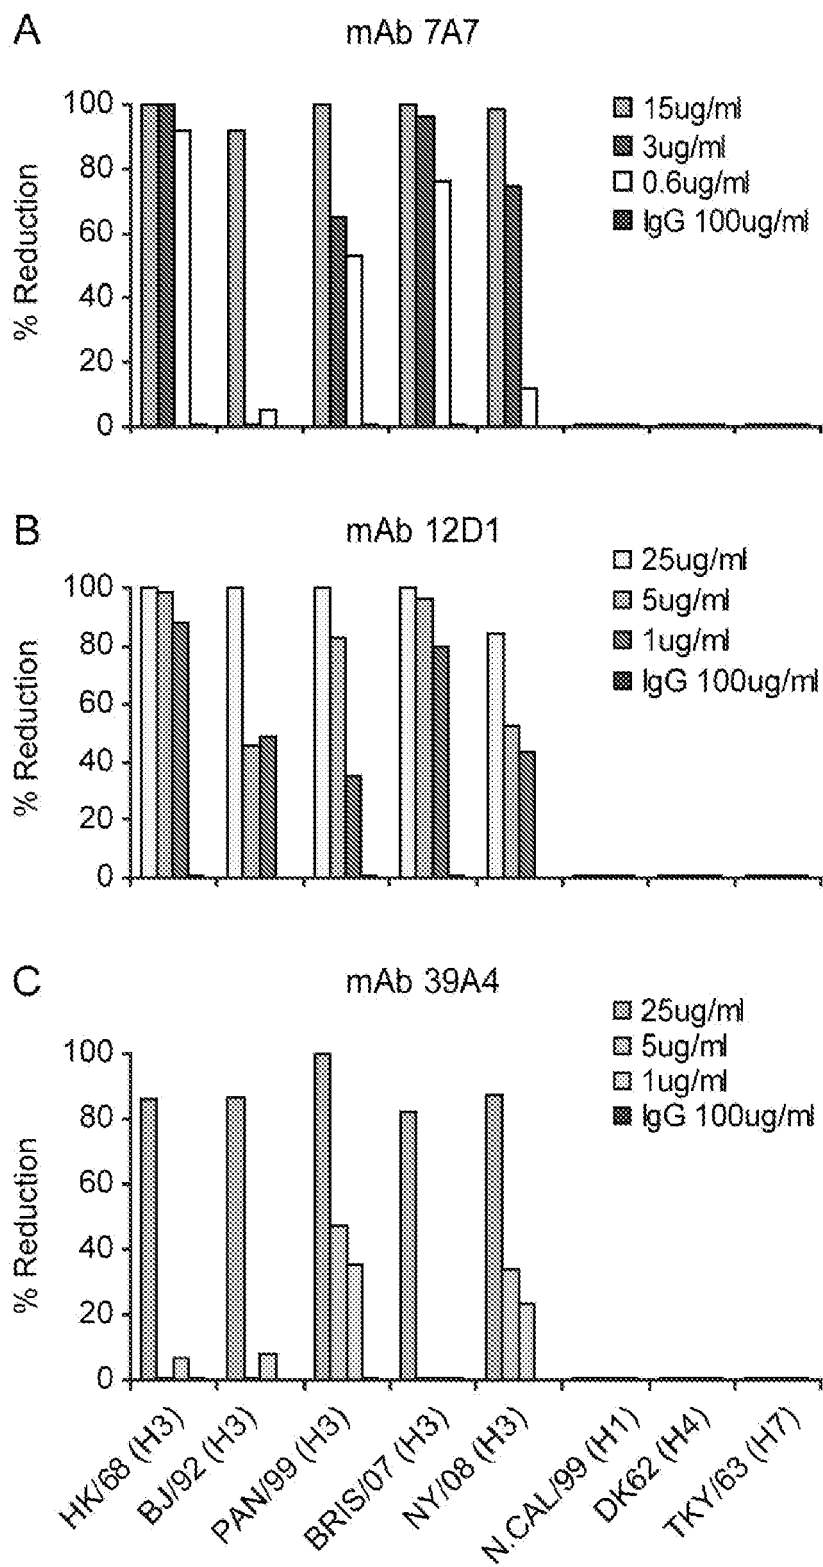 A
mAb 7A7
% Reduction
100
80
60
40
20
0
15ug/ml
3ug/ml
0.6ug/ml
IgG 100ug/ml
B
mAb 12D1
% Reduction
100
80
60
40
20
0
25ug/ml
5ug/ml
1ug/ml
IgG 100ug/ml
C
mAb 39A4
% Reduction
100
80
60
40
20
0
25ug/ml
5ug/ml
1ug/ml
IgG 100ug/ml
HK/68 (H3)
BJ/92 (H3)
PAN/99 (H3)
BRIS/07 (H3)
NY/08 (H3)
N.CAL/99 (H1)
DK62 (H4)
TKY/63 (H7)